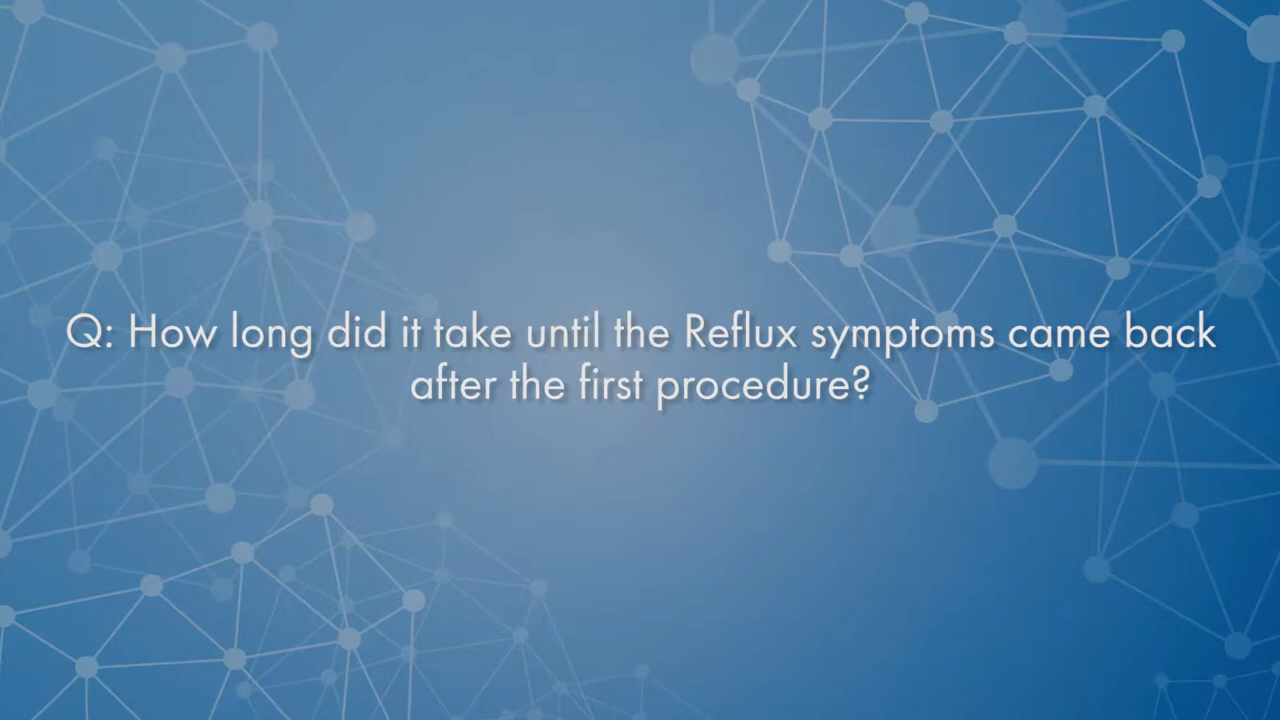 Q: How long did it take until the Reflux symptoms came back
after the first procedure?